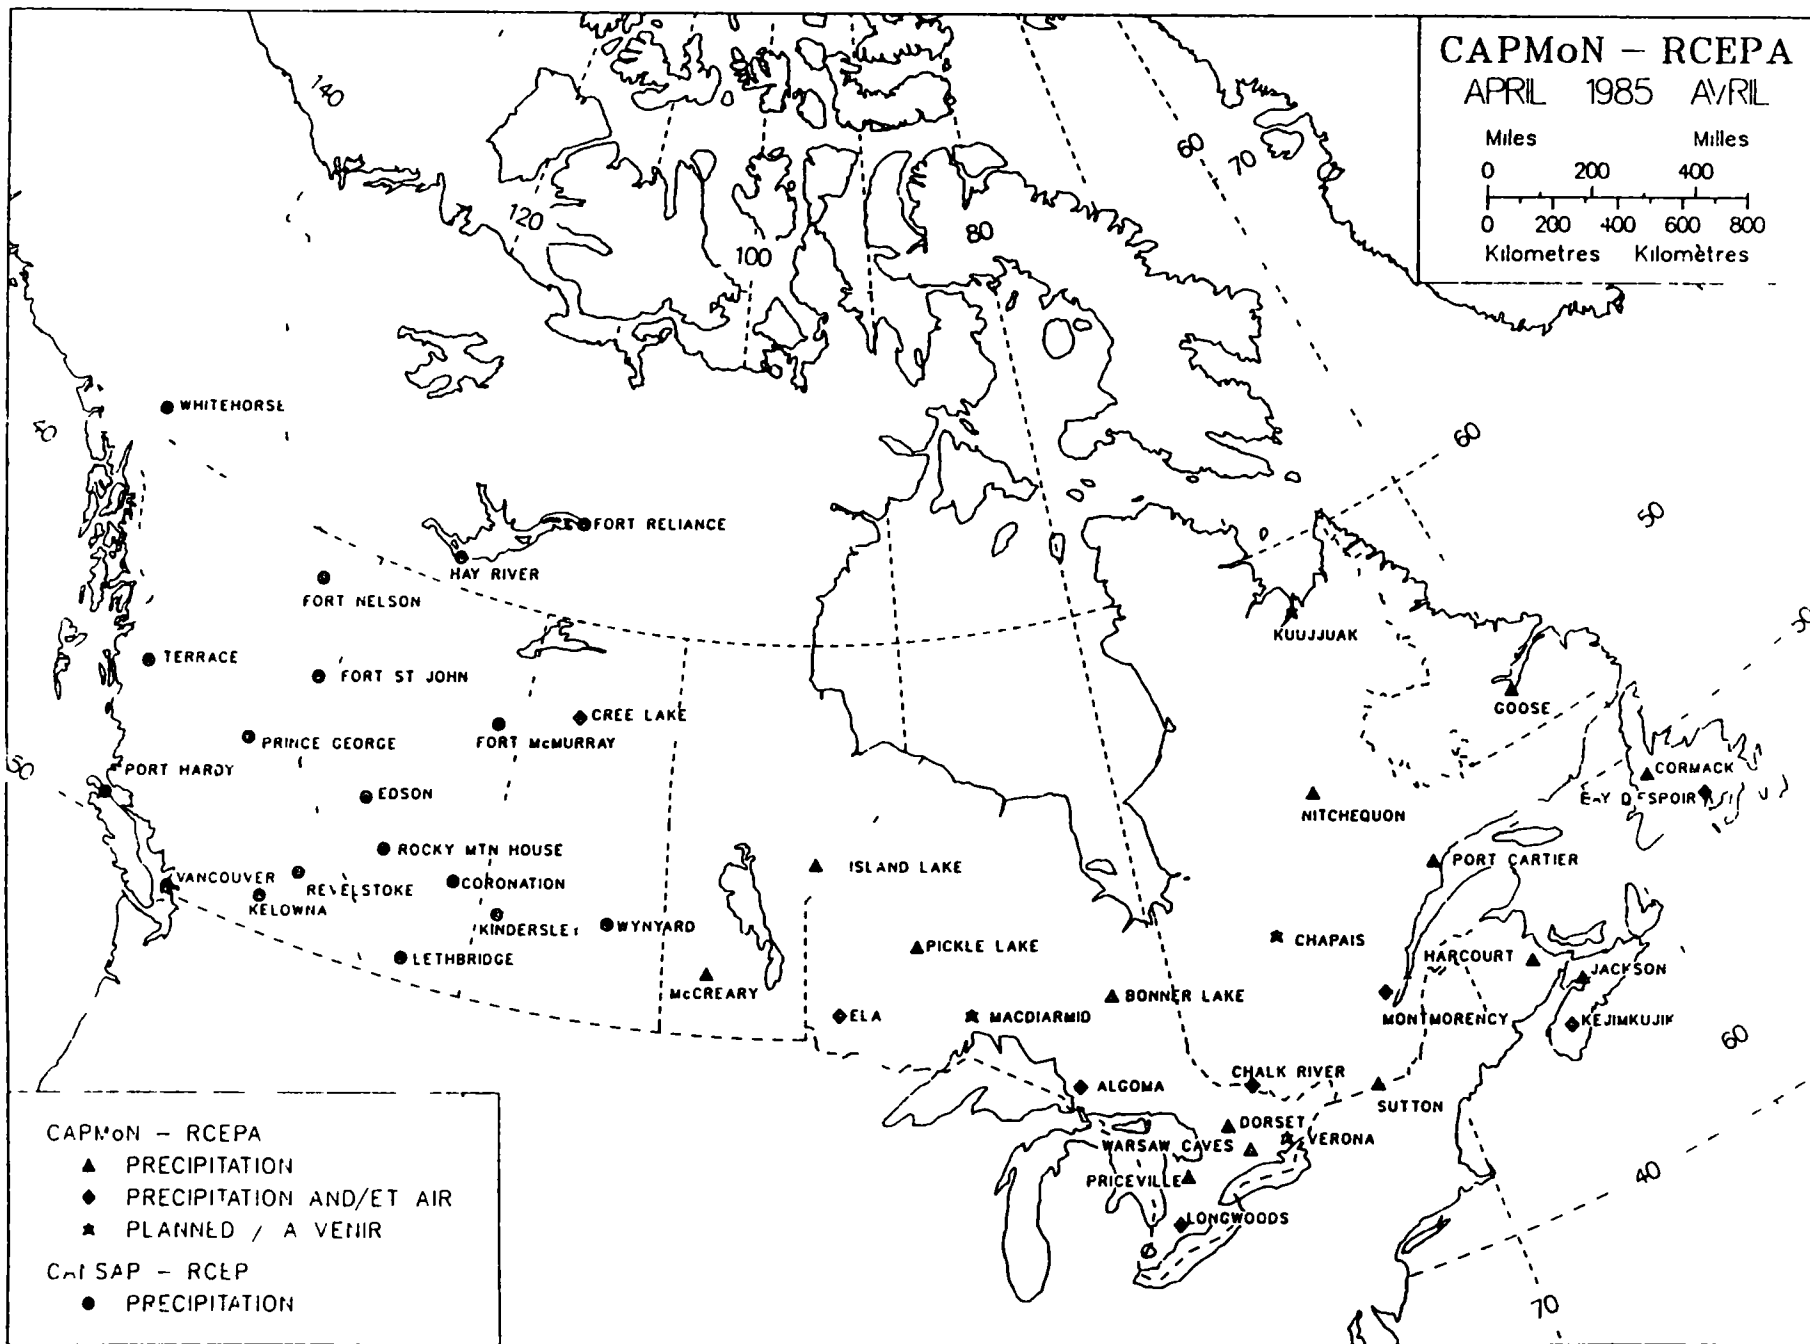 CAPMoN – RCEPA
APRIL 1985 AVRIL
Miles Milles
0 200 400
0 200 400 600 800
Kilometres Kilomètres
140
120
100
80
60
70
WHITEHORSE
40
60
50
FORT RELIANCE
HAY RIVER
FORT NELSON
KUUJJUAK
50
TERRACE
FORT ST JOHN
GOOSE
CREE LAKE
PRINCE GEORGE
FORT McMURRAY
50
PORT HARDY
CORMACK
EDSON
D'ESPOIR
NITCHEQUON
ROCKY MTN HOUSE
ISLAND LAKE
PORT CARTIER
VANCOUVER
REVELSTOKE
CORONATION
KELOWNA
KINDERSLEY
WYNYARD
PICKLE LAKE
CHAPAIS
HARCOURT
LETHBRIDGE
JACKSON
McCREARY
BONNER LAKE
ELA
MACDIARMID
MONTMORENCY
KEJIMKUJIK
60
ALGOMA
CHALK RIVER
SUTTON
DORSET
WARSAW CAVES
VERONA
PRICEVILLE
40
LONGWOODS
70
CAPMoN – RCEPA
PRECIPITATION
PRECIPITATION AND/ET AIR
PLANNED / A VENIR
SAP – RCEP
PRECIPITATION